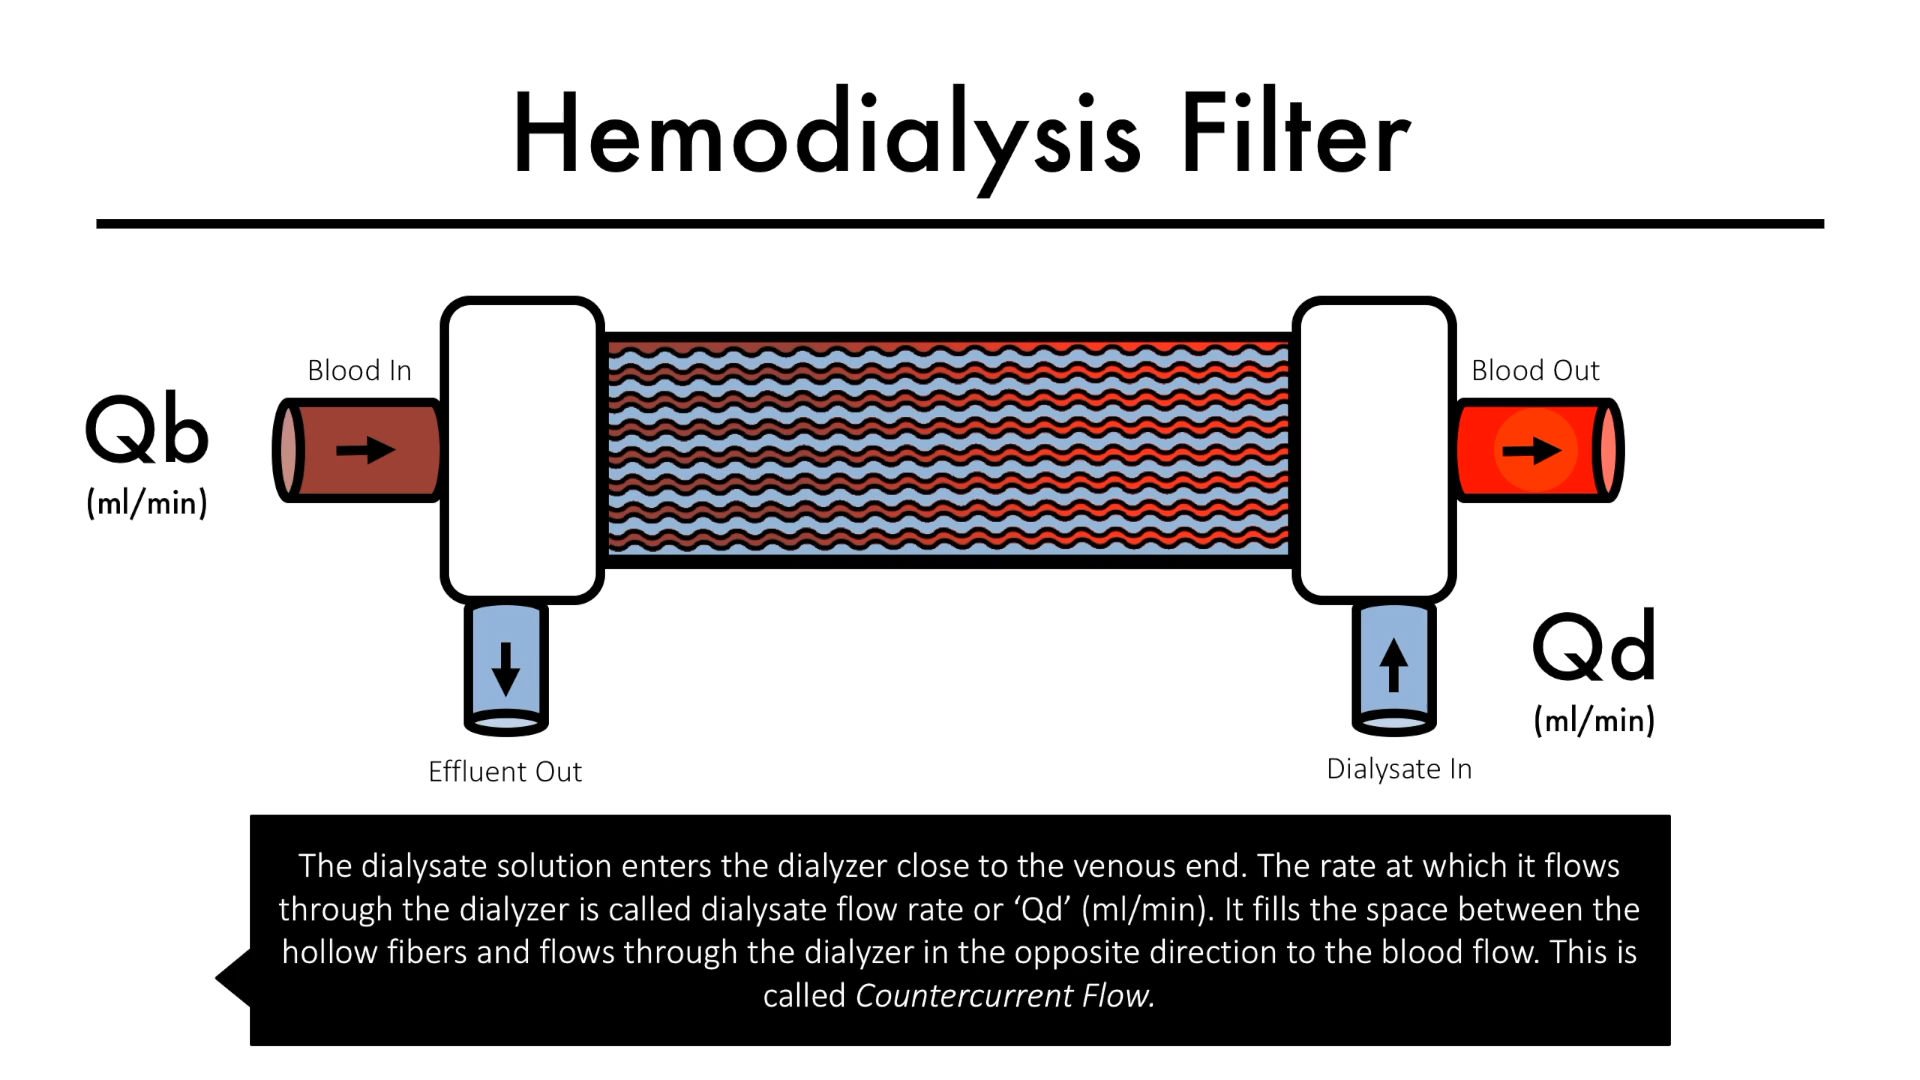 Hemodialysis Filter
Blood In
Blood Out
Qb
(ml/min)
Qd
(ml/min)
Effluent Out
Dialysate In
The dialysate solution enters the dialyzer close to the venous end. The rate at which it flows
through the dialyzer is called dialysate flow rate or ‘Qd’ (ml/min). It fills the space between the
hollow fibers and flows through the dialyzer in the opposite direction to the blood flow. This is
called Countercurrent Flow.